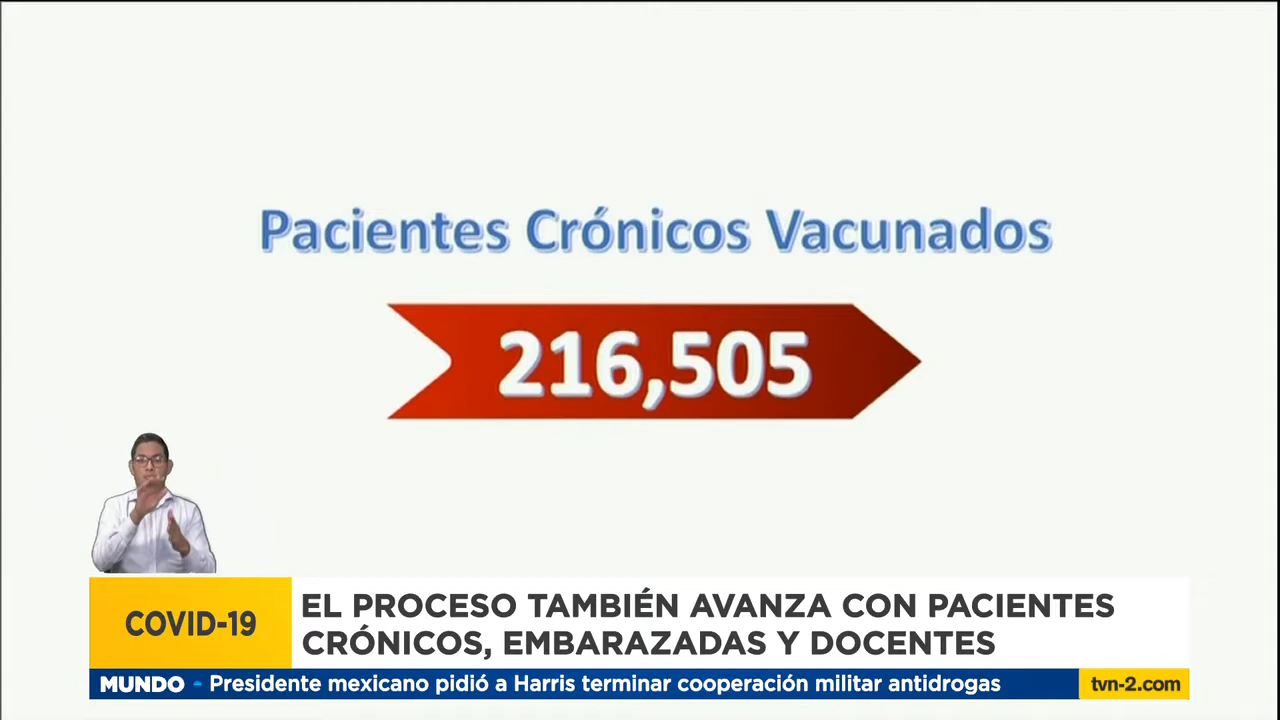 Pacientes Crónicos Vacunados
216,505
COVID-19
EL PROCESO TAMBIÉN AVANZA CON PACIENTES
CRÓNICOS, EMBARAZADAS Y DOCENTES
MUNDO - Presidente mexicano pidió a Harris terminar cooperación militar antidrogas
tvn-2.com